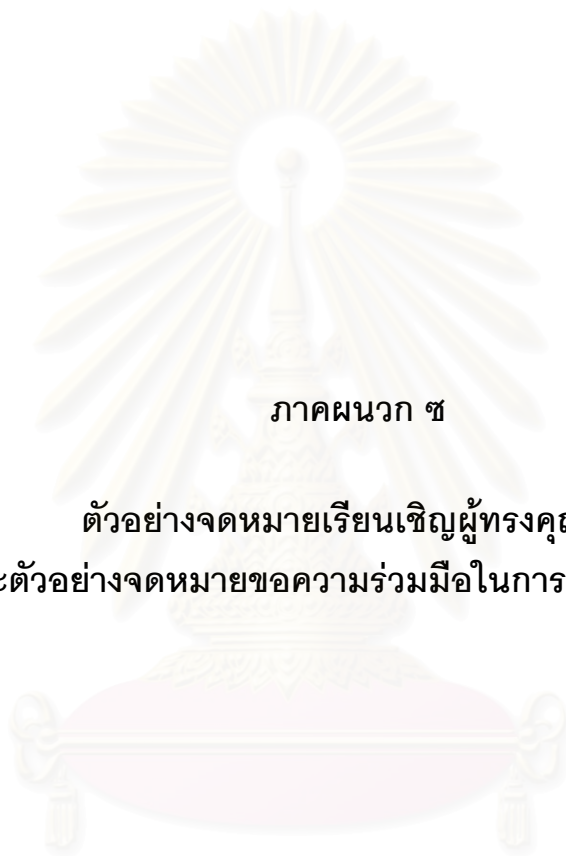 ภาคผนวก ซ
ตัวอย่างจดหมายเรียนเชิญผู้ทรงคุ
ตัวอย่างจดหมายขอความร่วมมือในการ